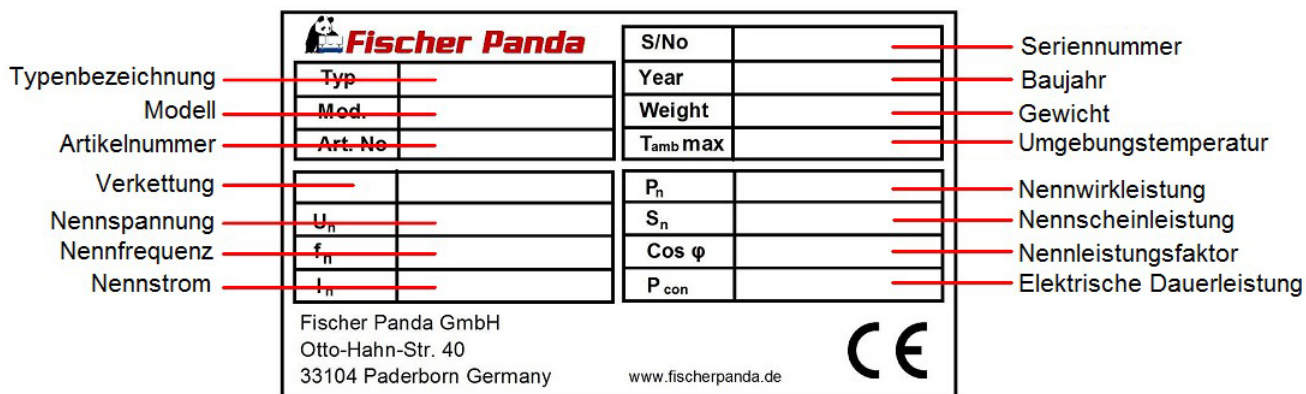 Fischer Panda
S/No
Seriennummer
Typenbezeichnung
Typ
Year
Baujahr
Modell
Mod.
Weight
Gewicht
Artikelnummer
Art. No
Tamb max
Umgebungstemperatur
Verkettung
Pn
Nennwirkleistung
Nennspannung
Un
Sn
Nennscheinleistung
Nennfrequenz
fn
Cos φ
Nennleistungsfaktor
Nennstrom
In
P con
Elektrische Dauerleistung
Fischer Panda GmbH
Otto-Hahn-Str. 40
33104 Paderborn Germany
www.fischerpanda.de
CE